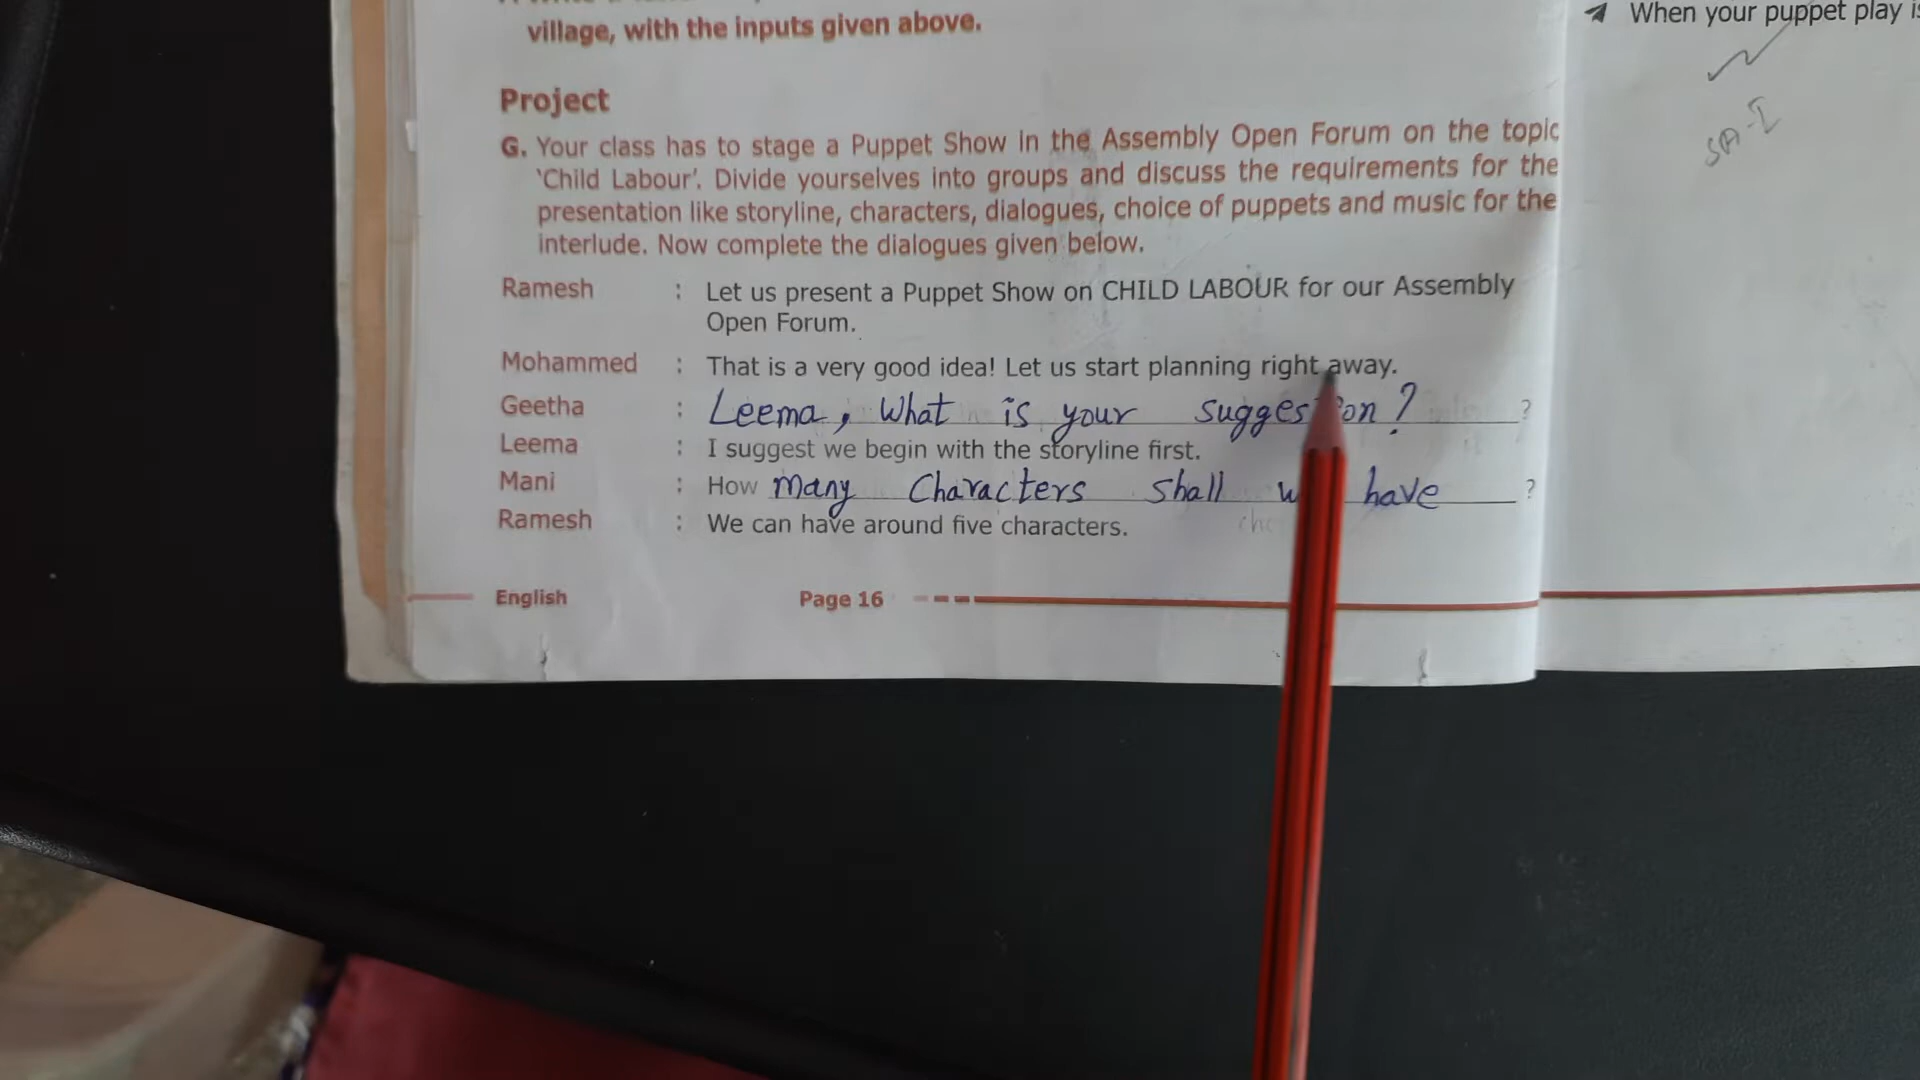 village, with the inputs given above.
Project
G. Your class has to stage a Puppet Show in the Assembly Open Forum on the topic
'Child Labour'. Divide yourselves into groups and discuss the requirements for the
presentation like storyline, characters, dialogues, choice of puppets and music for the
interlude. Now complete the dialogues given below.
Ramesh : Let us present a Puppet Show on CHILD LABOUR for our Assembly
Open Forum.
Mohammed : That is a very good idea! Let us start planning right away.
Geetha : Leema, What is your suggestion? ?
Leema : I suggest we begin with the storyline first.
Mani : How many Characters shall we have ?
Ramesh : We can have around five characters.
English Page 16
When your puppet play is
SA-I